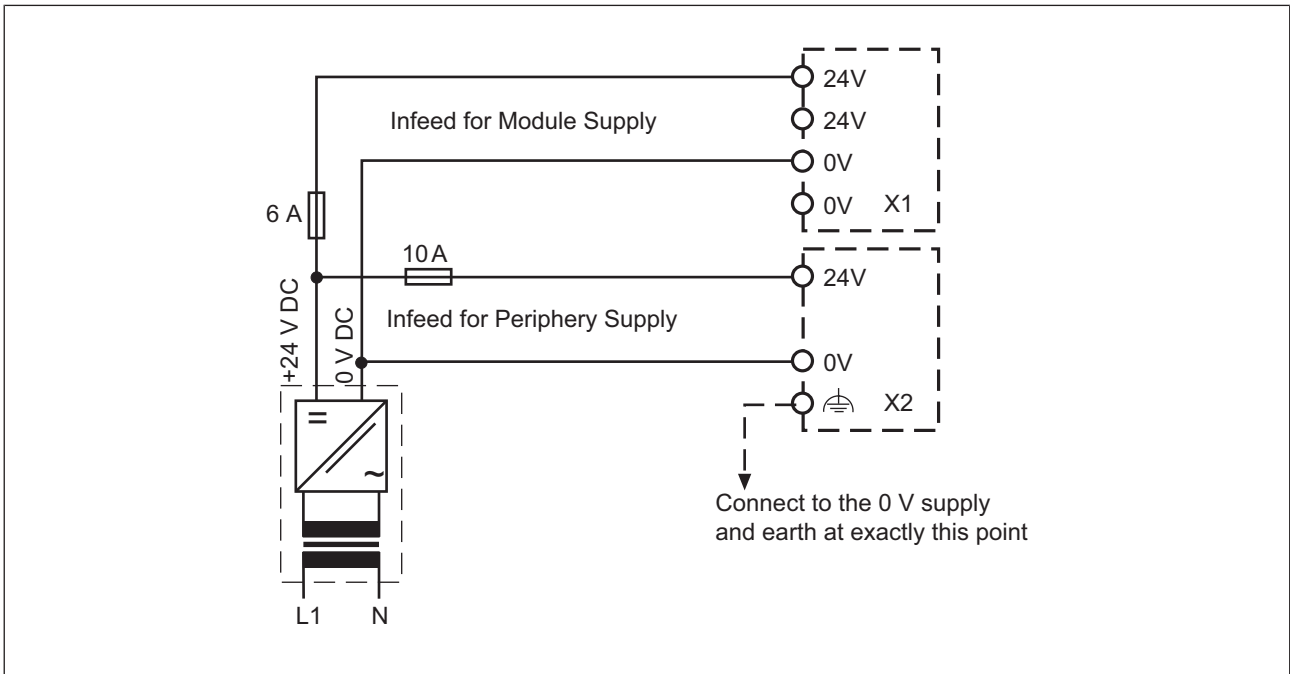 24V
Infeed for Module Supply
24V
0V
6 A
0V X1
10 A
24V
+24 V DC
0 V DC
Infeed for Periphery Supply
0V
X2
=
~
Connect to the 0 V supply
and earth at exactly this point
L1 N